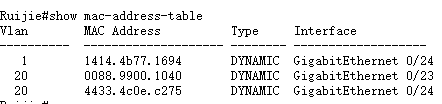 Ruijie#show mac-address-table
Vlan MAC Address Type Interface
---------- -------------------- -------- -------------------
1 1414.4b77.1694 DYNAMIC GigabitEthernet 0/24
20 0088.9900.1040 DYNAMIC GigabitEthernet 0/23
20 4433.4c0e.c275 DYNAMIC GigabitEthernet 0/24
Ruijie#